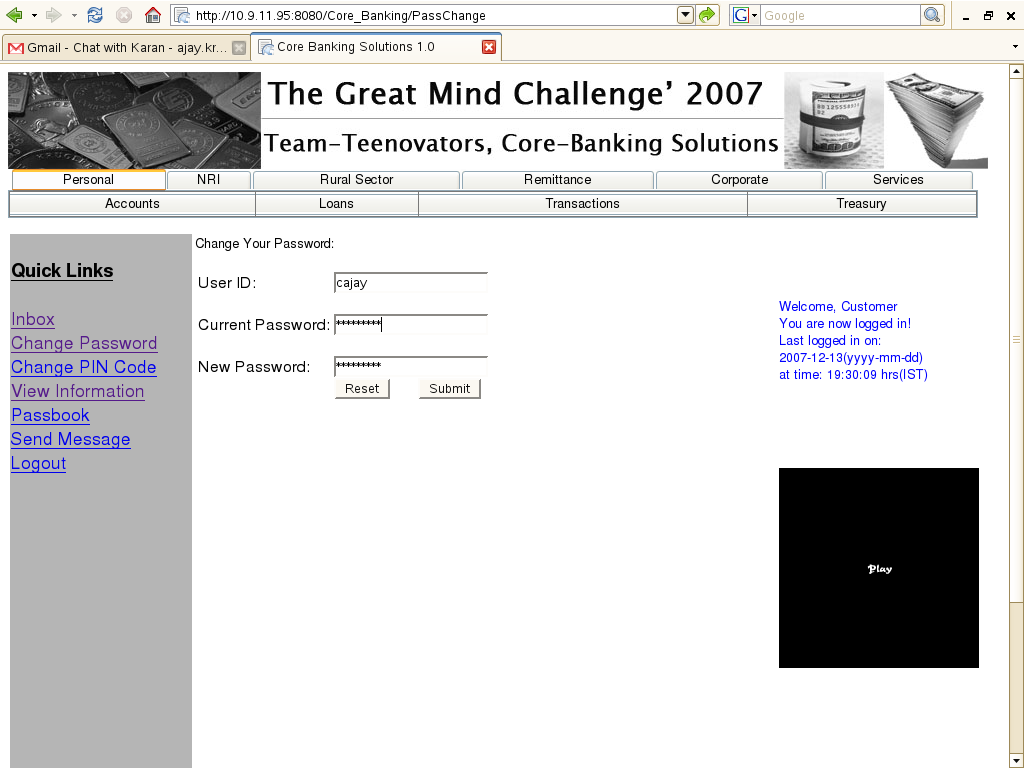 http://10.9.11.95:8080/Core_Banking/PassChange
G Google
Gmail - Chat with Karan - ajay.kr...
Core Banking Solutions 1.0
The Great Mind Challenge’ 2007
Team-Teenovators, Core-Banking Solutions
Personal NRI Rural Sector Remittance Corporate Services
Accounts Loans Transactions Treasury
Quick Links
Inbox
Change Password
Change PIN Code
View Information
Passbook
Send Message
Logout
Change Your Password:
User ID: cajay
Current Password: *********
New Password: *********
Reset Submit
Welcome, Customer
You are now logged in!
Last logged in on:
2007-12-13(yyyy-mm-dd)
at time: 19:30:09 hrs(IST)
Play